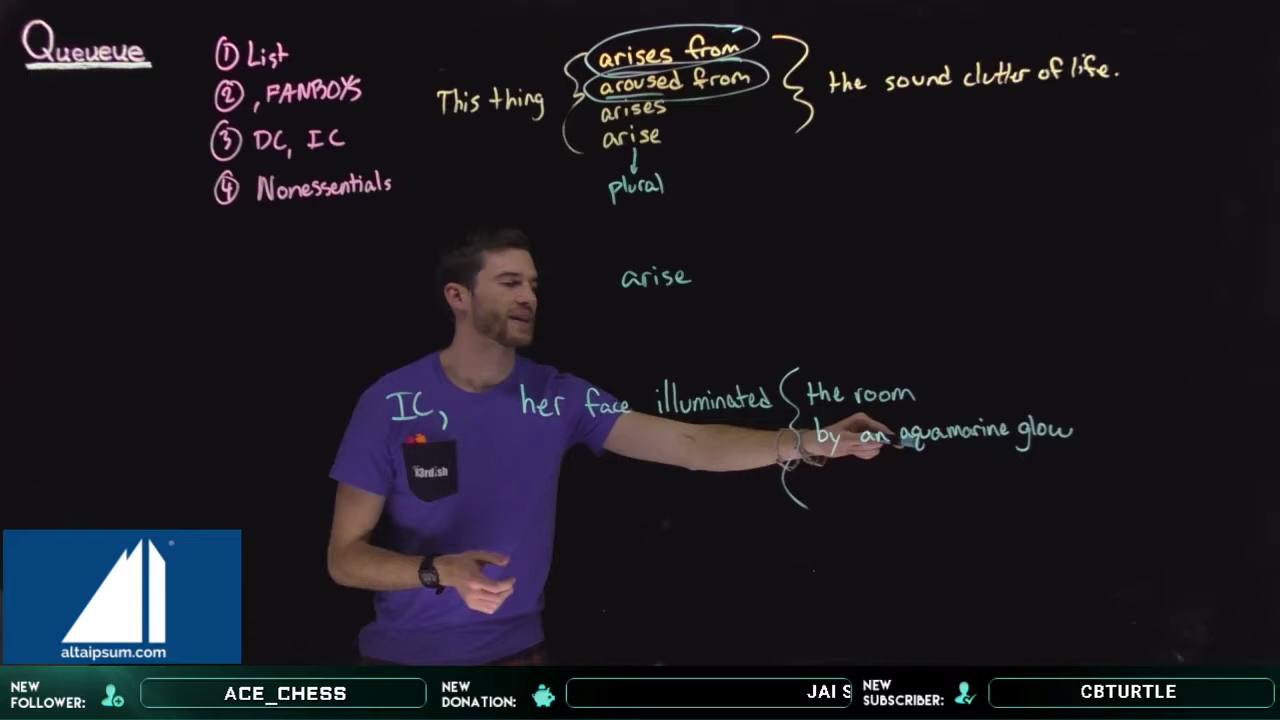 Queueue
① List
② , FANBOYS
③ DC, IC
④ Nonessentials
This thing
arises from
aroused from
arises
arise
plural
the sound clutter of life.
arise
IC, her face illuminated
the room
by an aquamarine glow
altaipsum.com
NEW FOLLOWER:
ACE_CHESS
NEW DONATION:
JAI S
NEW SUBSCRIBER:
CBTURTLE